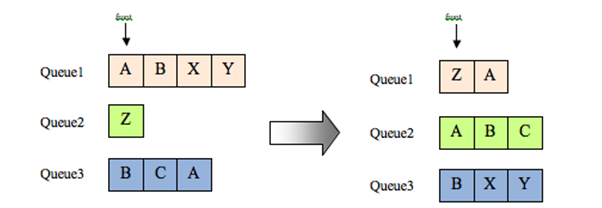 front front
Queue1 A B X Y
Queue1 Z A
Queue2 Z
Queue2 A B C
Queue3 B C A
Queue3 B X Y